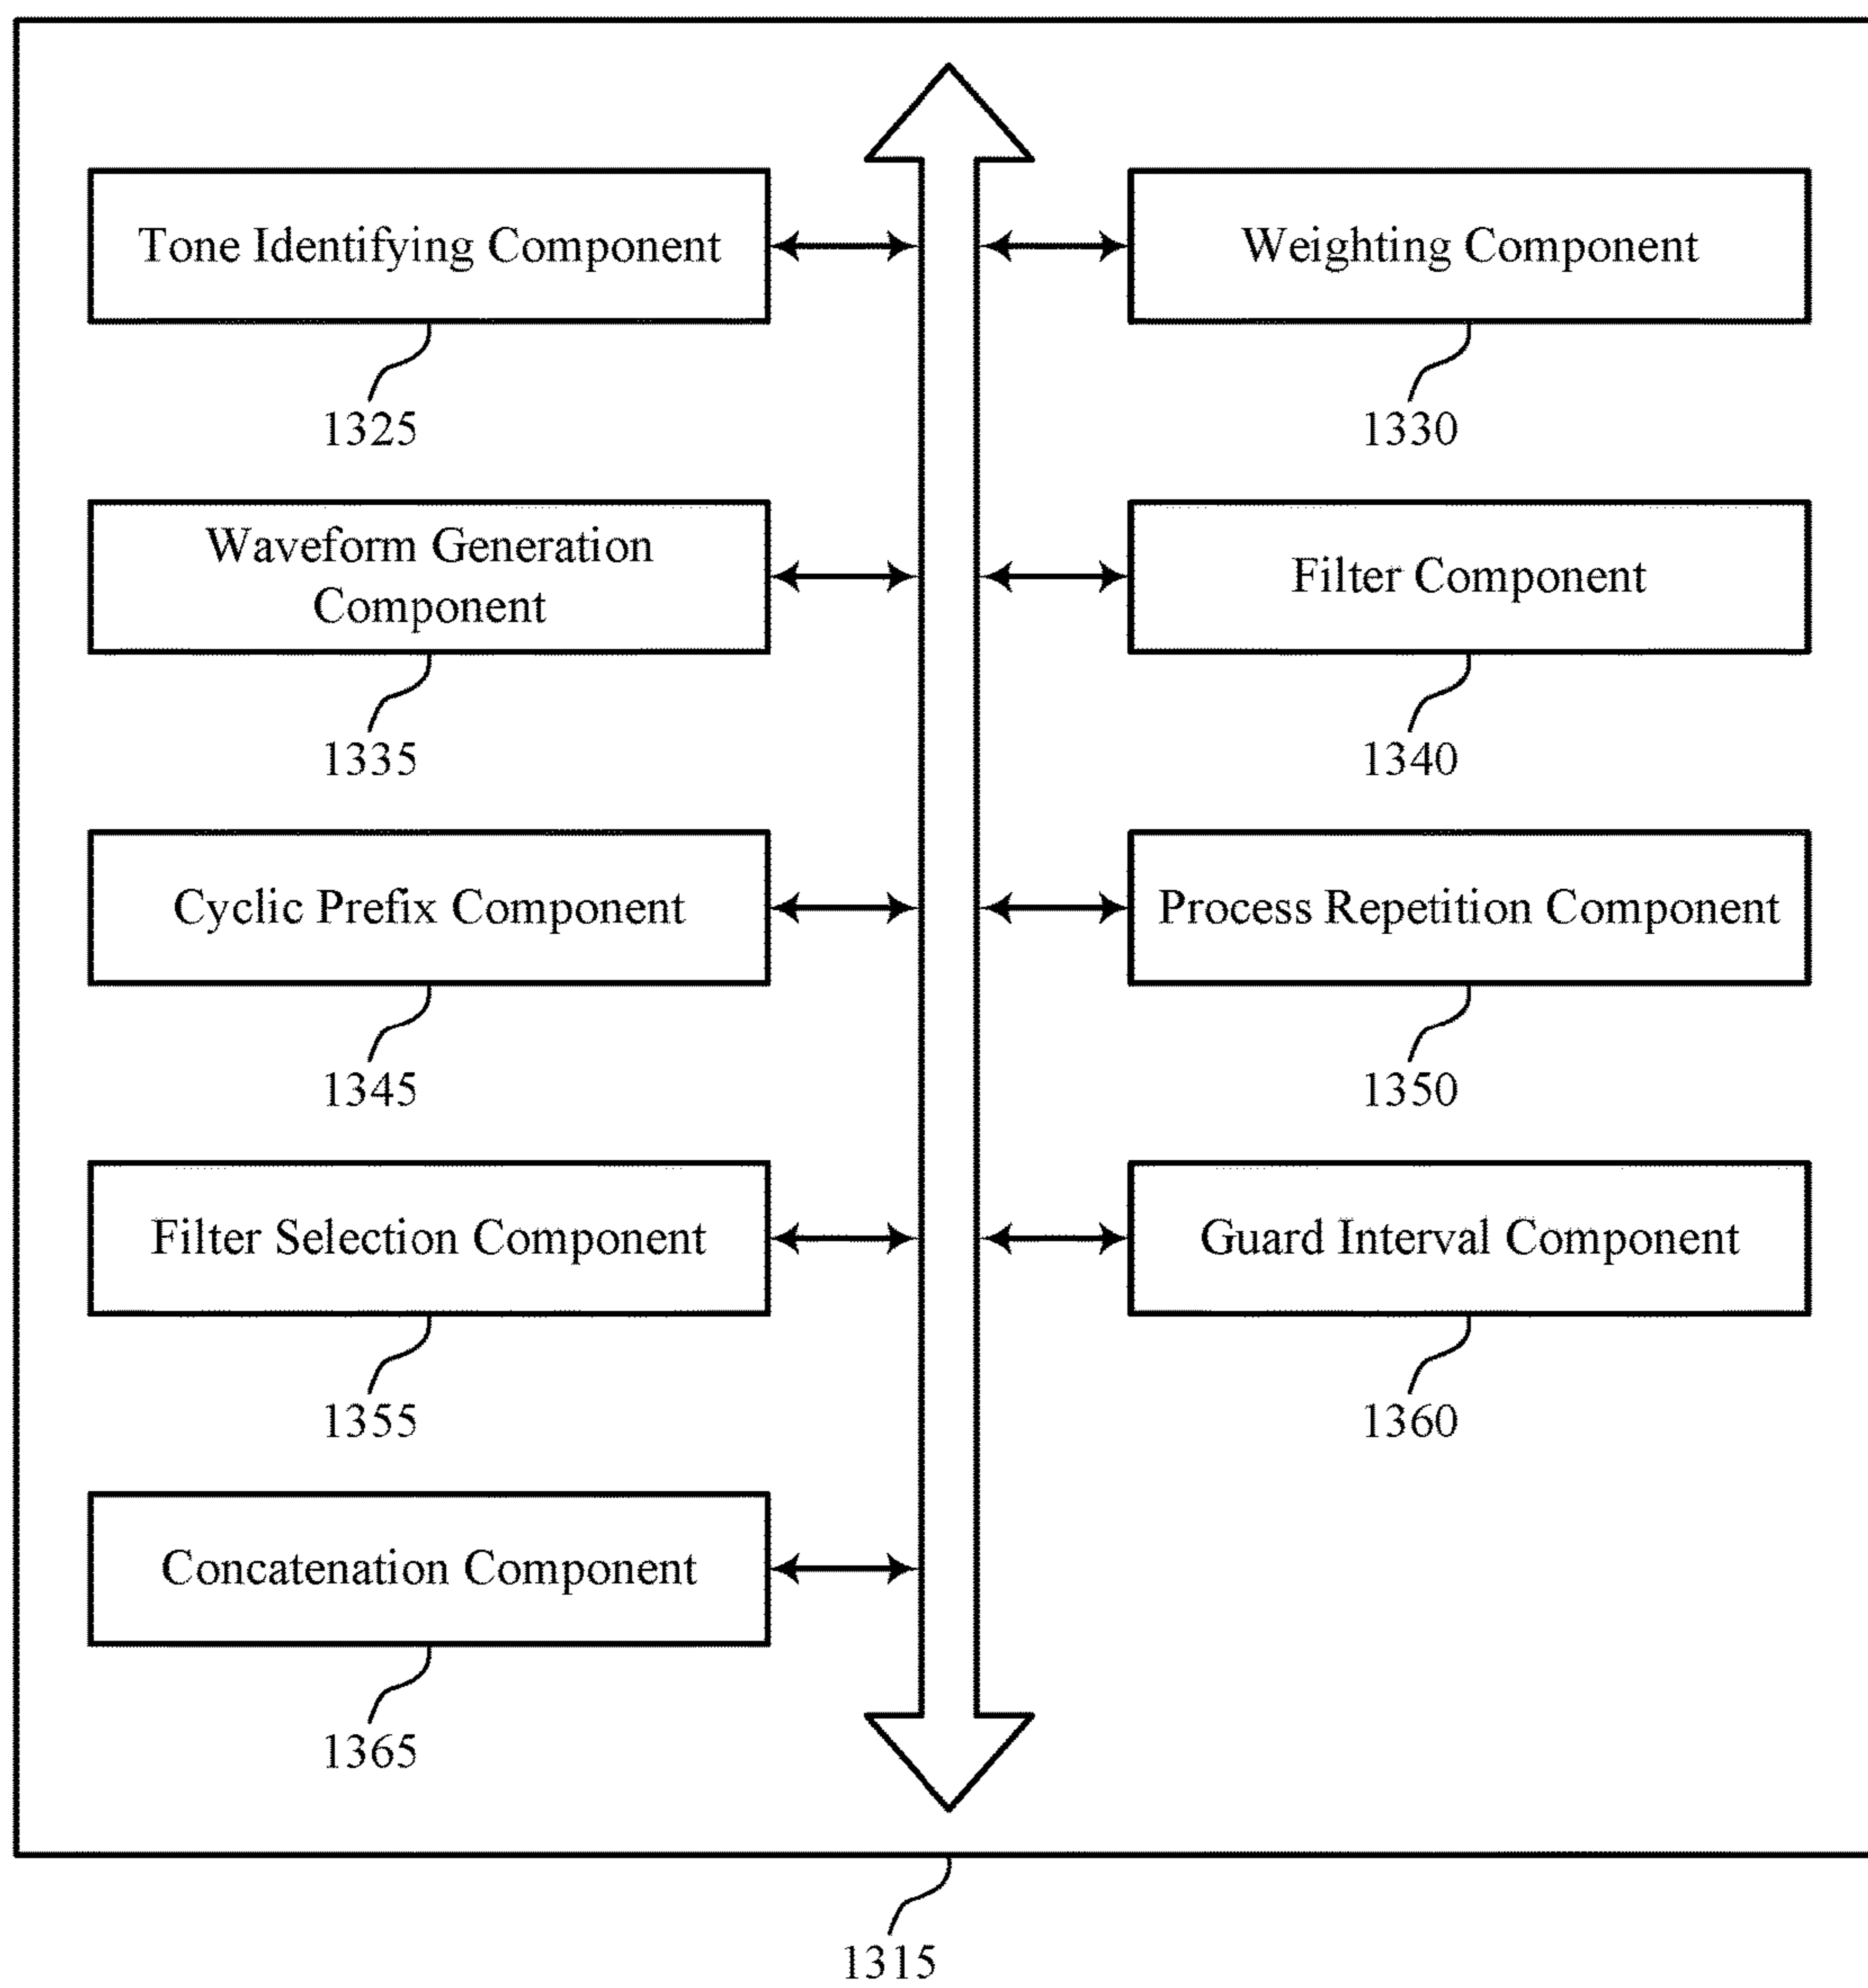 Tone Identifying Component
Weighting Component
1325
1330
Waveform Generation
Component
Filter Component
1335
1340
Cyclic Prefix Component
Process Repetition Component
1345
1350
Filter Selection Component
Guard Interval Component
1355
1360
Concatenation Component
1365
1315